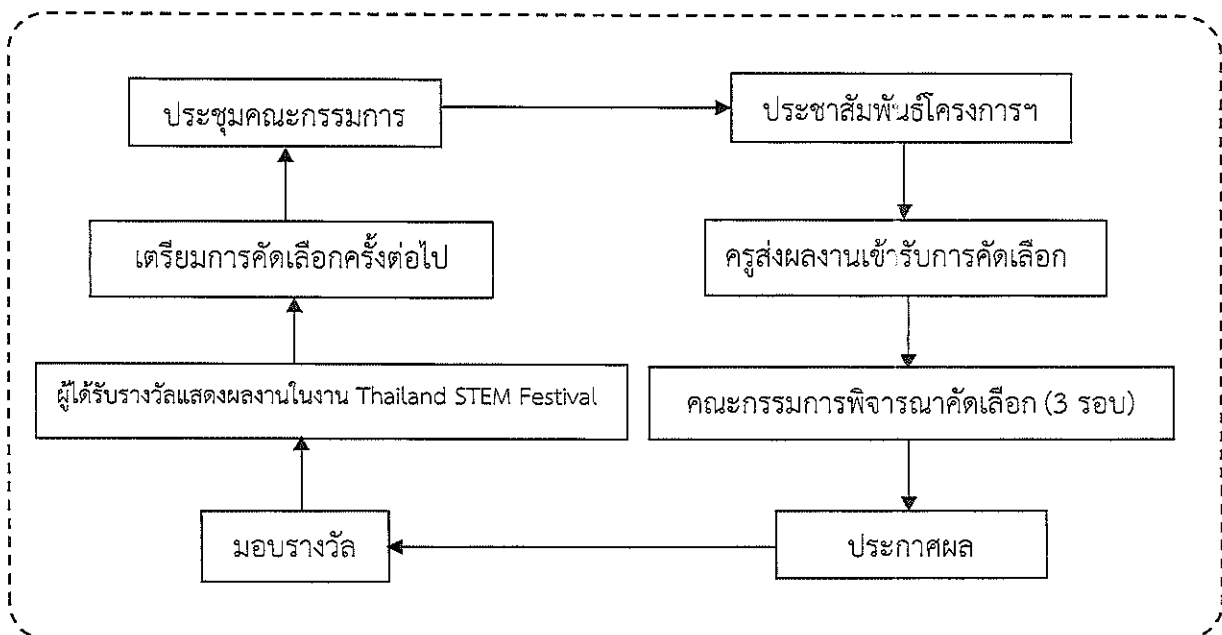 ประชุมคณะกรรมการ
ประชาสัมพันธ์โครงการฯ
เตรียมการคัดเลือกครั้งต่อไป
ครูส่งผลงานเข้ารับการคัดเลือก
ผู้ได้รับรางวัลแสดงผลงานในงาน Thailand STEM Festival
คณะกรรมการพิจารณาคัดเลือก (3 รอบ)
มอบรางวัล
ประกาศผล